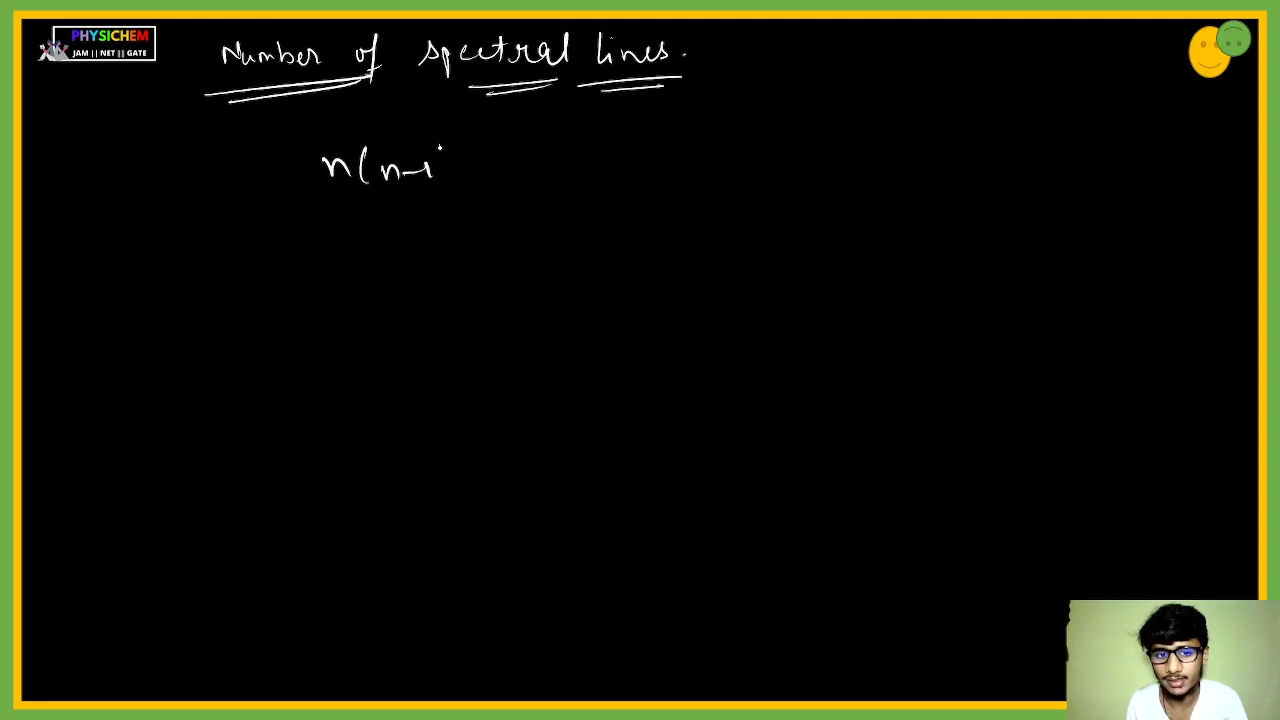 PHYSICHEM
JAM || NET || GATE
Number of spectral lines.
n(n-1